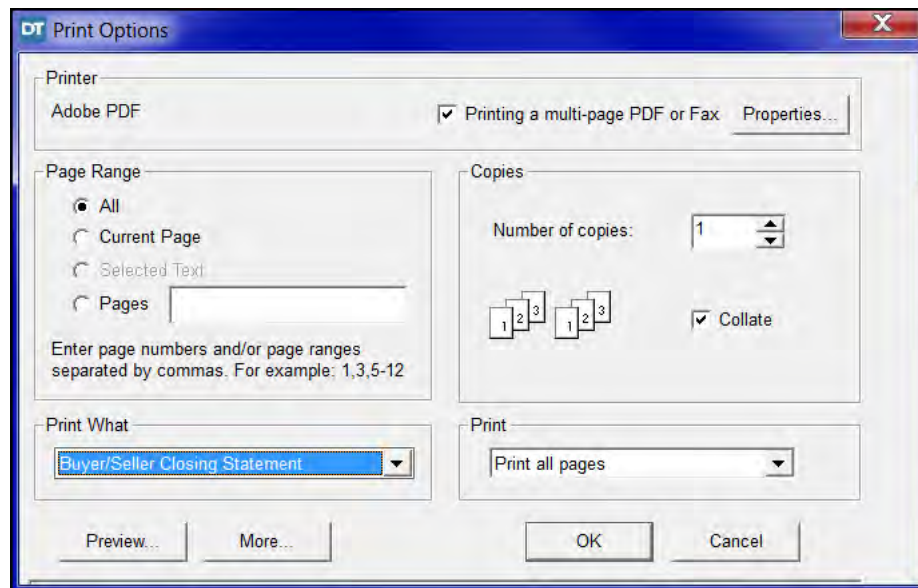 DT Print Options
X
Printer
Adobe PDF
Printing a multi-page PDF or Fax
Properties...
Page Range
All
Current Page
Selected Text
Pages
Enter page numbers and/or page ranges
separated by commas. For example: 1,3,5-12
Copies
Number of copies:
1
1 2 3 1 2 3
Collate
Print What
Buyer/Seller Closing Statement
Print
Print all pages
Preview...
More...
OK
Cancel